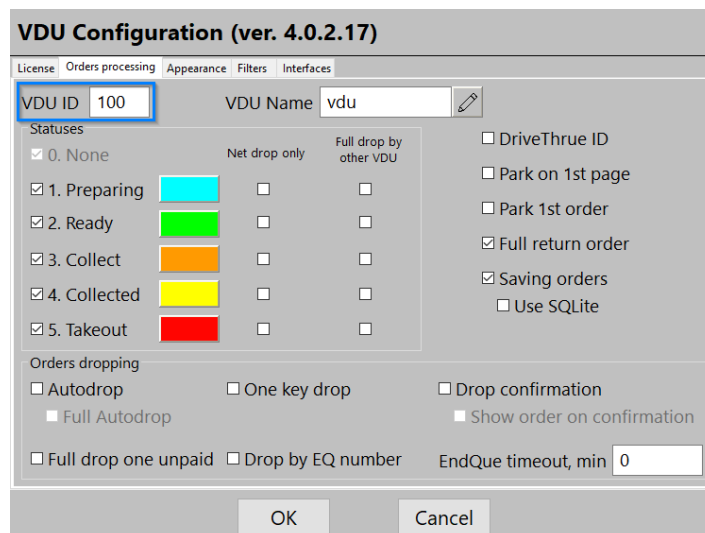 VDU Configuration (ver. 4.0.2.17)
License Orders processing Appearance Filters Interfaces
VDU ID 100 VDU Name vdu
Statuses
0. None Net drop only Full drop by other VDU
1. Preparing
2. Ready
3. Collect
4. Collected
5. Takeout
DriveThrue ID
Park on 1st page
Park 1st order
Full return order
Saving orders
Use SQLite
Orders dropping
Autodrop One key drop Drop confirmation
Full Autodrop Show order on confirmation
Full drop one unpaid Drop by EQ number EndQue timeout, min 0
OK Cancel